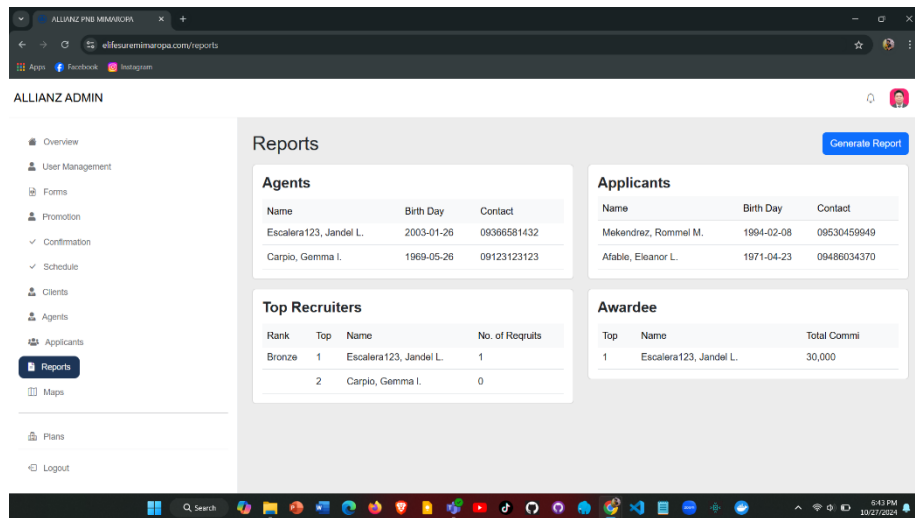 ALLIANZ PNB MIMAROPA
elifesuremimaropa.com/reports
Apps Facebook Instagram
ALLIANZ ADMIN
Overview
User Management
Forms
Promotion
Confirmation
Schedule
Clients
Agents
Applicants
Reports
Maps
Plans
Logout
Reports
Generate Report
Agents
Name Birth Day Contact
Escalera123, Jandel L. 2003-01-26 09366581432
Carpio, Gemma I. 1969-05-26 09123123123
Applicants
Name Birth Day Contact
Mekendrez, Rommel M. 1994-02-08 09530459949
Afable, Eleanor L. 1971-04-23 09486034370
Top Recruiters
Rank Top Name No. of Reqruits
Bronze 1 Escalera123, Jandel L. 1
2 Carpio, Gemma I. 0
Awardee
Top Name Total Commi
1 Escalera123, Jandel L. 30,000
Search
6:43 PM
10/27/2024